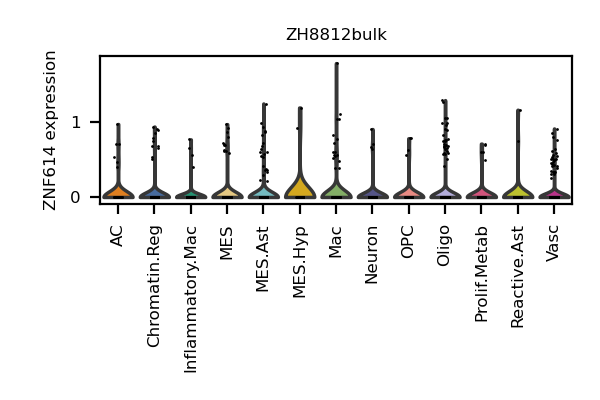 ZH8812bulk
ZNF614 expression
1
0
AC
Chromatin.Reg
Inflammatory.Mac
MES
MES.Ast
MES.Hyp
Mac
Neuron
OPC
Oligo
Prolif.Metab
Reactive.Ast
Vasc